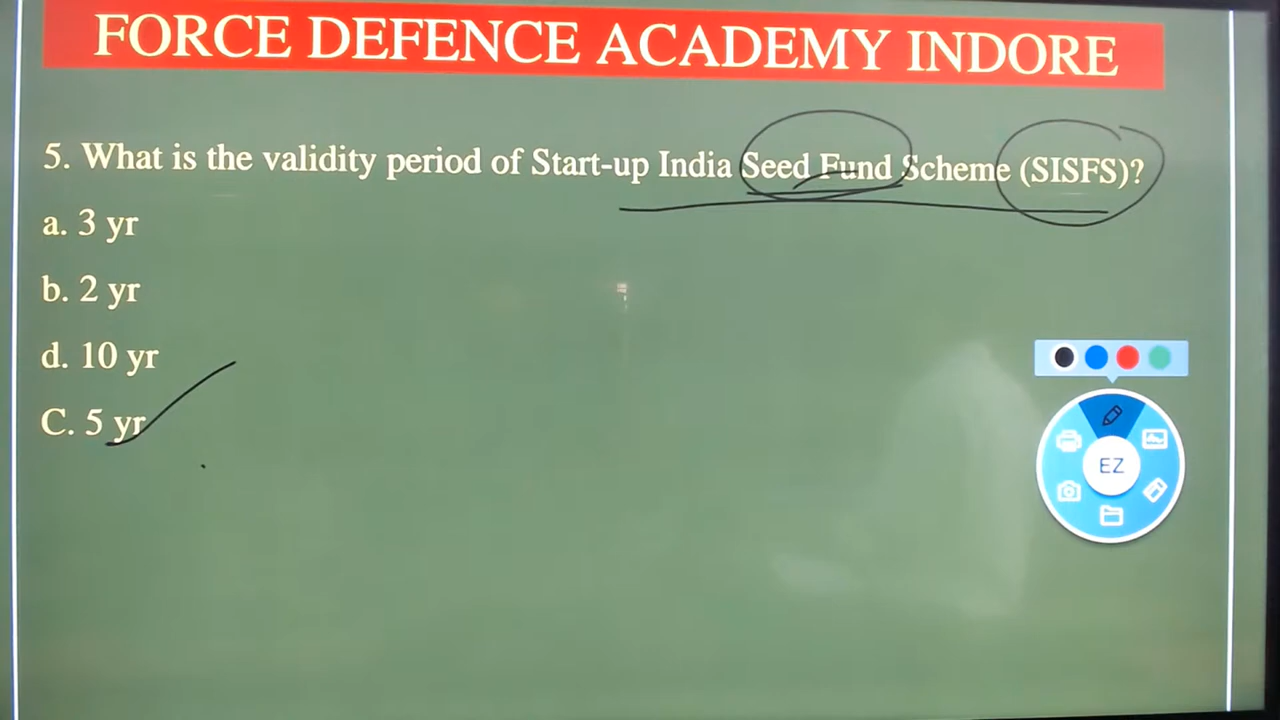 FORCE DEFENCE ACADEMY INDORE
5. What is the validity period of Start-up India Seed Fund Scheme (SISFS)?
a. 3 yr
b. 2 yr
d. 10 yr
C. 5 yr
EZ